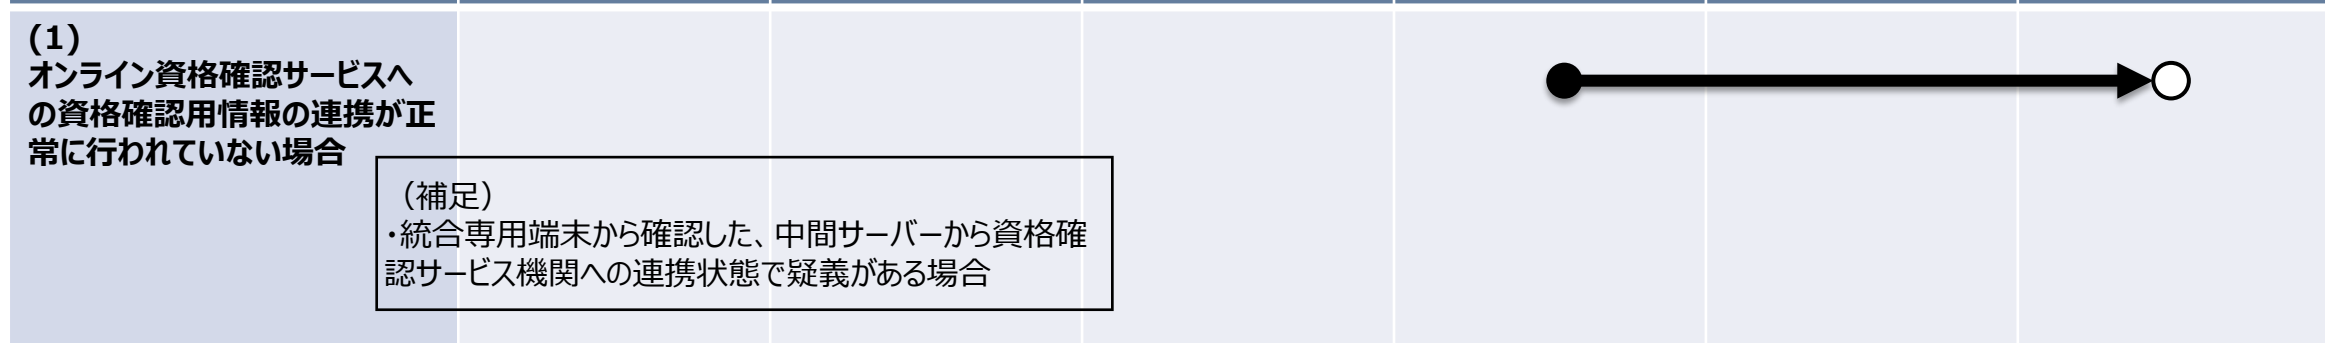 (1)
オンライン資格確認サービスへ
の資格確認用情報の連携が正
常に行われていない場合
（補足）
・統合専用端末から確認した、中間サーバーから資格確
認サービス機関への連携状態で疑義がある場合